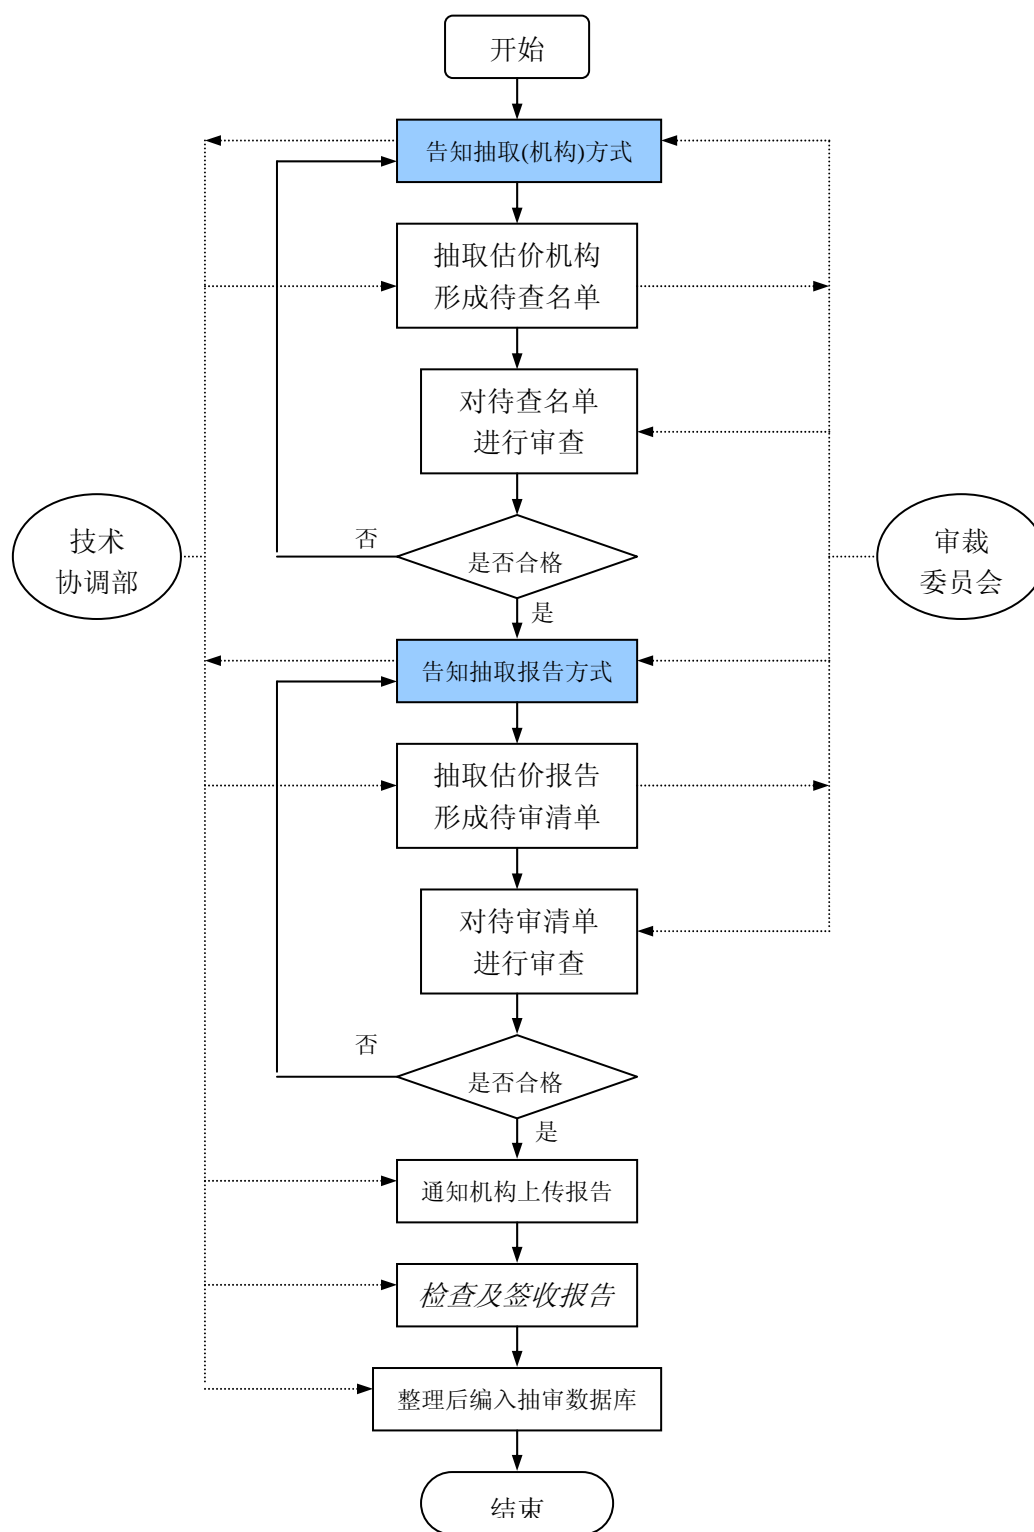 开始
告知抽取(机构)方式
抽取估价机构
形成待查名单
对待查名单
进行审查
技术
协调部
否
是否合格
审裁
委员会
是
告知抽取报告方式
抽取估价报告
形成待审清单
对待审清单
进行审查
否
是否合格
是
通知机构上传报告
检查及签收报告
整理后编入抽审数据库
结束